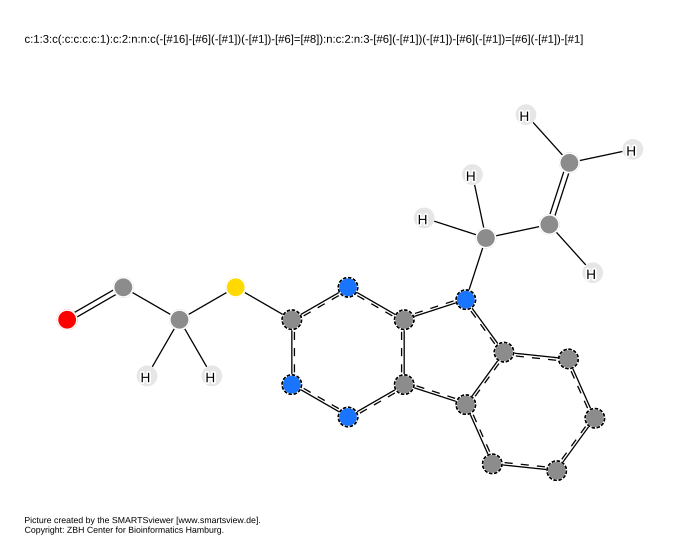 c:1:3:c(:c:c:c:c:1):c:2:n:n:c(-[#16]-[#6](-[#1])(-[#1])-[#6]=[#8]):n:c:2:n:3-[#6](-[#1])(-[#1])-[#6](-[#1])=[#6](-[#1])-[#1]
H
H
H
H
H
H
H
Picture created by the SMARTSviewer [www.smartsview.de].
Copyright: ZBH Center for Bioinformatics Hamburg.